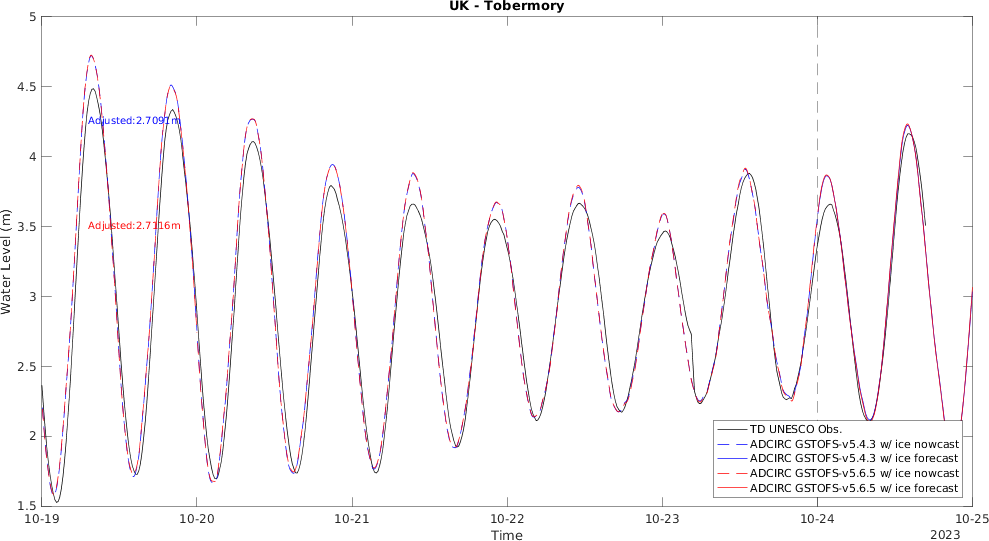 UK - Tobermory
5
4.5
4
3.5
3
2.5
2
1.5
Water Level (m)
Adjusted:2.7091m
Adjusted:2.7116m
TD UNESCO Obs.
ADCIRC GSTOFS-v5.4.3 w/ ice nowcast
ADCIRC GSTOFS-v5.4.3 w/ ice forecast
ADCIRC GSTOFS-v5.6.5 w/ ice nowcast
ADCIRC GSTOFS-v5.6.5 w/ ice forecast
10-19 10-20 10-21 10-22 10-23 10-24 10-25
Time
2023